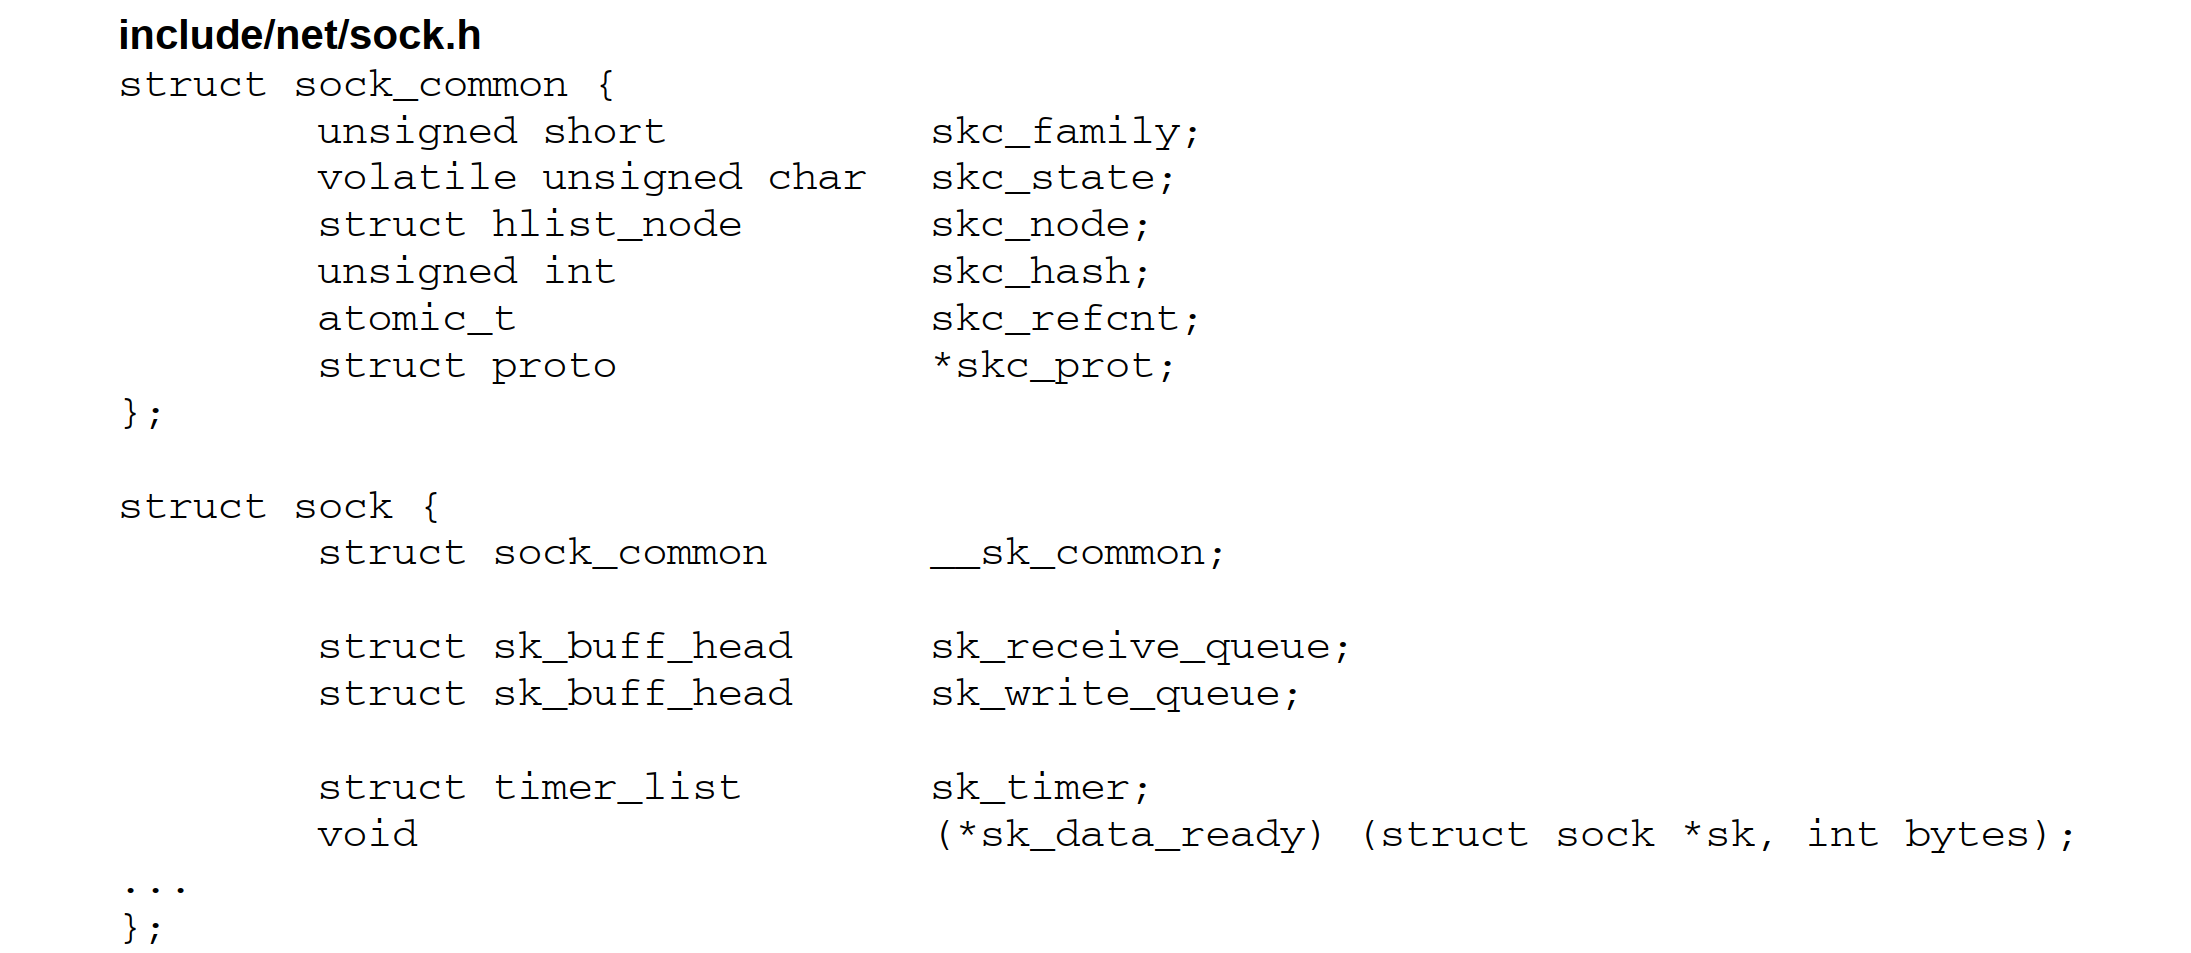 include/net/sock.h
struct sock_common {
unsigned short skc_family;
volatile unsigned char skc_state;
struct hlist_node skc_node;
unsigned int skc_hash;
atomic_t skc_refcnt;
struct proto *skc_prot;
};
struct sock {
struct sock_common __sk_common;
struct sk_buff_head sk_receive_queue;
struct sk_buff_head sk_write_queue;
struct timer_list sk_timer;
void (*sk_data_ready) (struct sock *sk, int bytes);
...
};